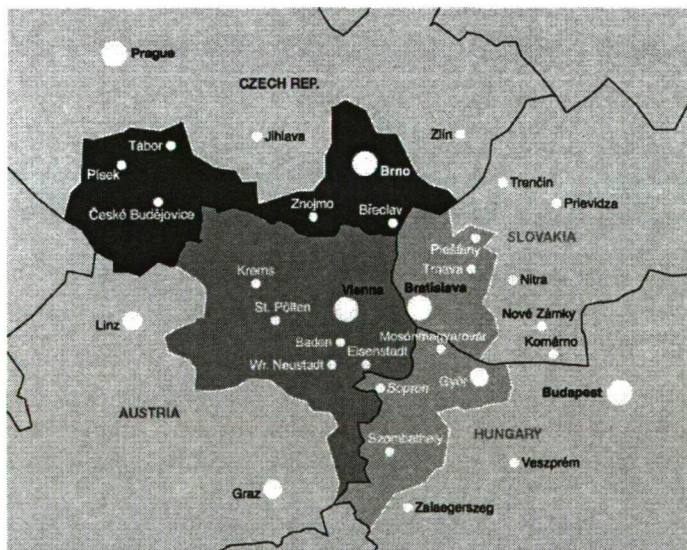 Prague
CZECH REP.
Tábor
Jihlava
Zlín
Písek
Brno
Trenčín
České Budějovice
Znojmo
Břeclav
Prievidza
Piešťany
SLOVAKIA
Trnava
Krems
Nitra
Vienna
Bratislava
St. Pölten
Linz
Nové Zámky
Baden
Mosonmagyaróvár
Komárno
Wr. Neustadt
Eisenstadt
Győr
Sopron
Budapest
AUSTRIA
HUNGARY
Szombathely
Veszprém
Graz
Zalaegerszeg